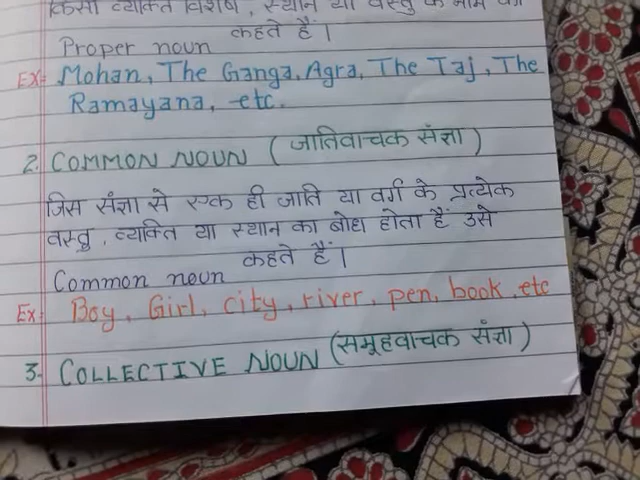 किसी व्यक्ति विशेष, स्थान या वस्तु के नाम को
Proper noun कहते हैं।
Ex:- Mohan, The Ganga, Agra, The Taj, The
Ramayana, etc.
2. COMMON NOUN (जातिवाचक संज्ञा)
जिस संज्ञा से एक ही जाति या वर्ग के प्रत्येक
वस्तु, व्यक्ति या स्थान का बोध होता हैं उसे
Common noun कहते हैं।
Ex:- Boy, Girl, city, river, pen, book, etc
3. COLLECTIVE NOUN (समूहवाचक संज्ञा)